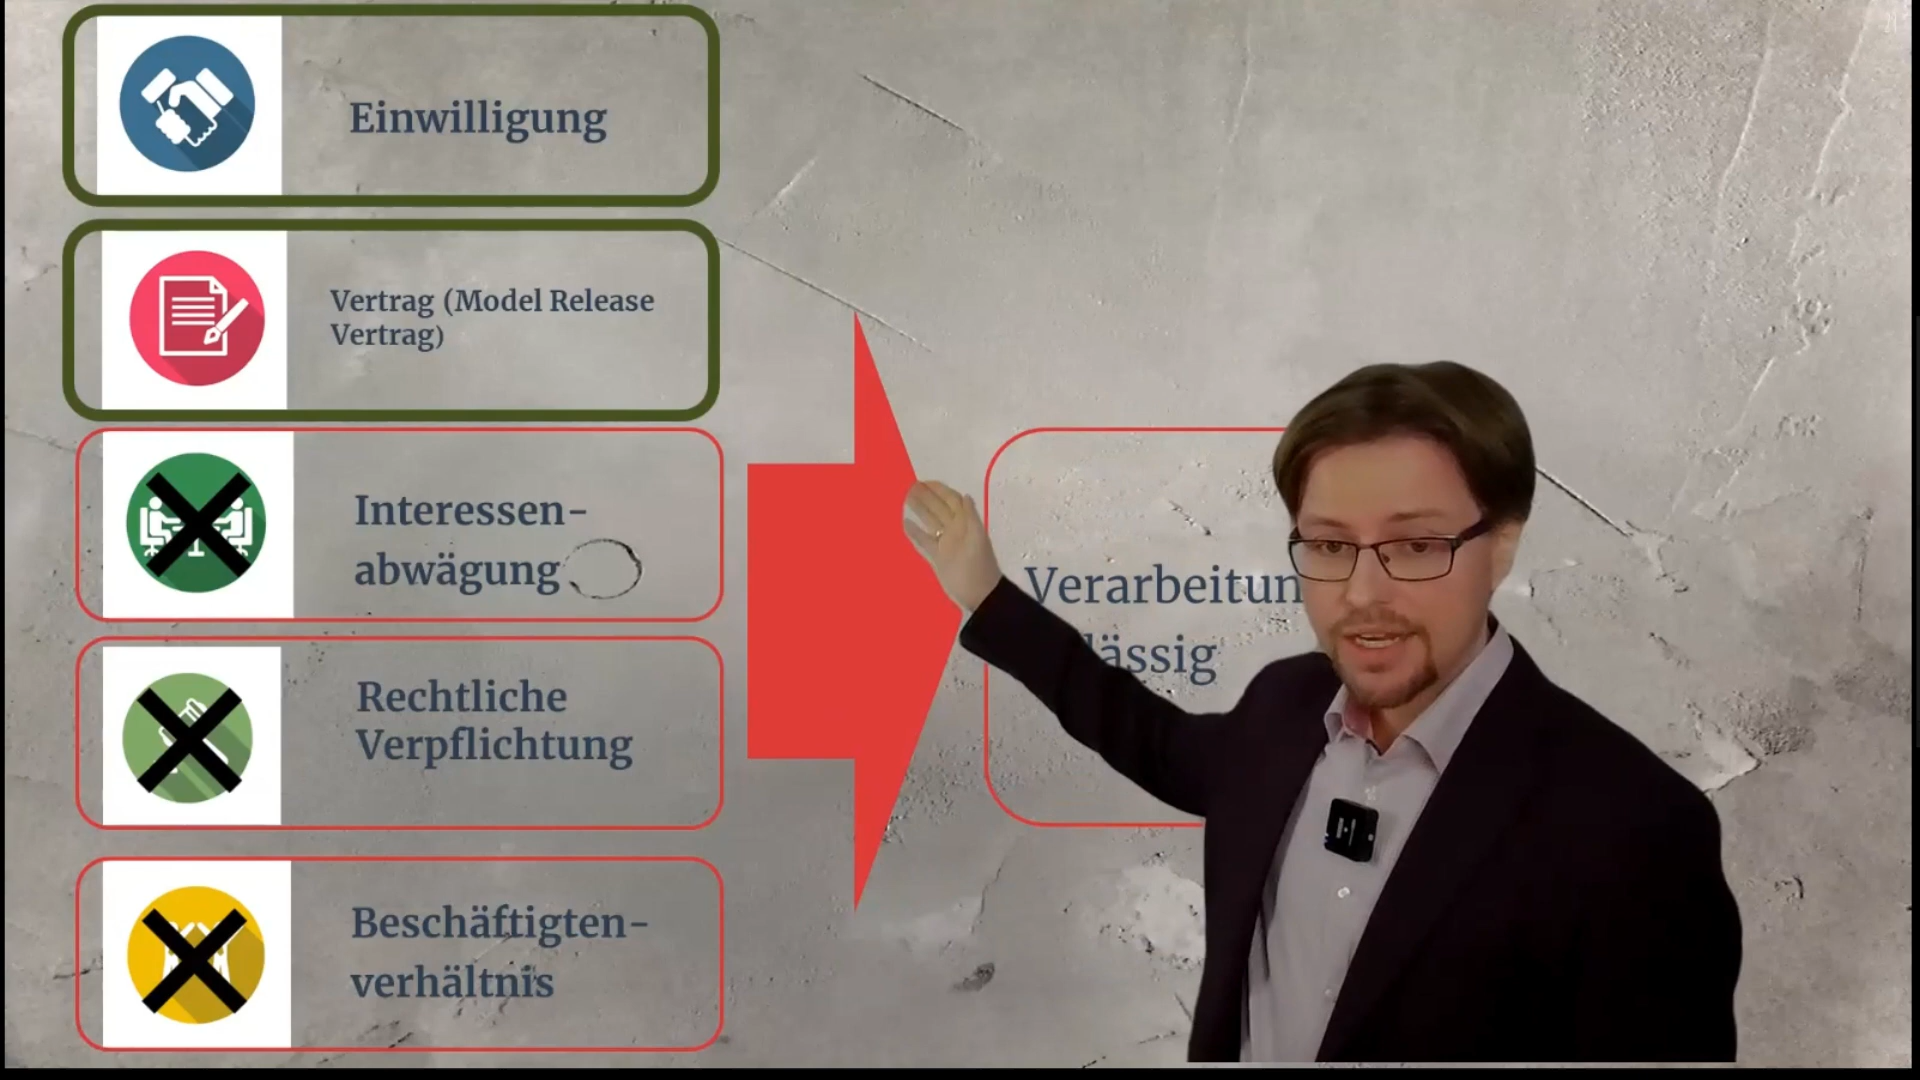 Einwilligung
Vertrag (Model Release
Vertrag)
Interessen-
abwägung
Rechtliche
Verpflichtung
Beschäftigten-
verhältnis